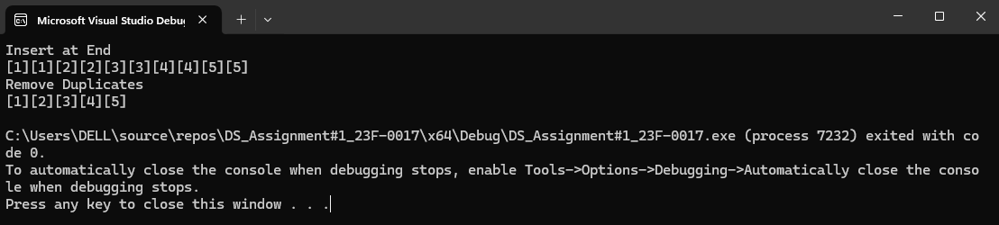 Microsoft Visual Studio Debug
Insert at End
[1][1][2][2][3][3][4][4][5][5]
Remove Duplicates
[1][2][3][4][5]
C:\Users\DELL\source\repos\DS_Assignment#1_23F-0017\x64\Debug\DS_Assignment#1_23F-0017.exe (process 7232) exited with co
de 0.
To automatically close the console when debugging stops, enable Tools->Options->Debugging->Automatically close the conso
le when debugging stops.
Press any key to close this window . . .